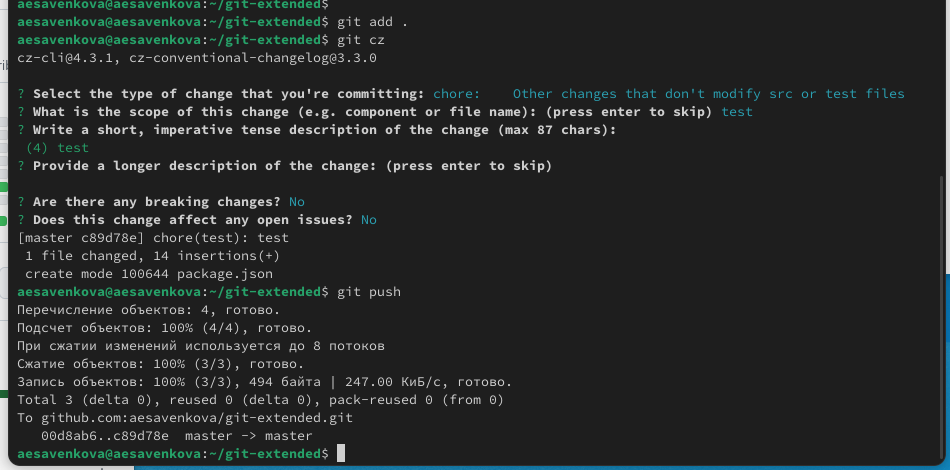 aesavenkova@aesavenkova:~/git-extended$
aesavenkova@aesavenkova:~/git-extended$ git add .
aesavenkova@aesavenkova:~/git-extended$ git cz
cz-cli@4.3.1, cz-conventional-changelog@3.3.0
? Select the type of change that you're committing: chore:    Other changes that don't modify src or test files
? What is the scope of this change (e.g. component or file name): (press enter to skip) test
? Write a short, imperative tense description of the change (max 87 chars):
 (4) test
? Provide a longer description of the change: (press enter to skip)
? Are there any breaking changes? No
? Does this change affect any open issues? No
[master c89d78e] chore(test): test
 1 file changed, 14 insertions(+)
 create mode 100644 package.json
aesavenkova@aesavenkova:~/git-extended$ git push
Перечисление объектов: 4, готово.
Подсчет объектов: 100% (4/4), готово.
При сжатии изменений используется до 8 потоков
Сжатие объектов: 100% (3/3), готово.
Запись объектов: 100% (3/3), 494 байта | 247.00 КиБ/с, готово.
Total 3 (delta 0), reused 0 (delta 0), pack-reused 0 (from 0)
To github.com:aesavenkova/git-extended.git
   00d8ab6..c89d78e  master -> master
aesavenkova@aesavenkova:~/git-extended$